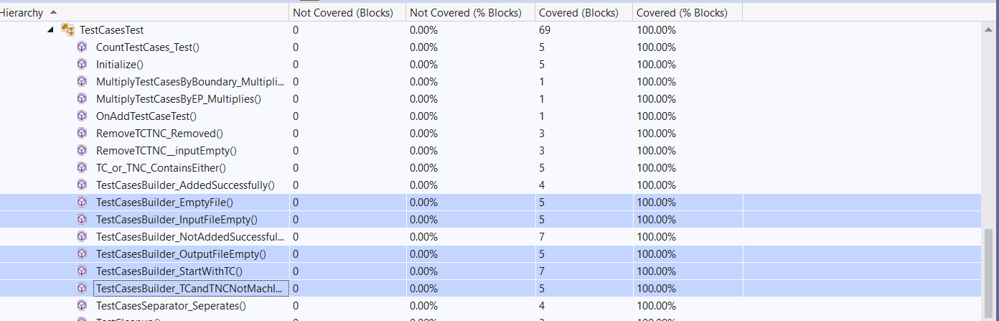 Hierarchy Not Covered (Blocks) Not Covered (% Blocks) Covered (Blocks) Covered (% Blocks)
TestCasesTest 0 0.00% 69 100.00%
CountTestCases_Test() 0 0.00% 5 100.00%
Initialize() 0 0.00% 5 100.00%
MultiplyTestCasesByBoundary_Multipli... 0 0.00% 1 100.00%
MultiplyTestCasesByEP_Multiplies() 0 0.00% 1 100.00%
OnAddTestCaseTest() 0 0.00% 1 100.00%
RemoveTCTNC_Removed() 0 0.00% 3 100.00%
RemoveTCTNC__inputEmpty() 0 0.00% 3 100.00%
TC_or_TNC_ContainsEither() 0 0.00% 5 100.00%
TestCasesBuilder_AddedSuccessfully() 0 0.00% 4 100.00%
TestCasesBuilder_EmptyFile() 0 0.00% 5 100.00%
TestCasesBuilder_InputFileEmpty() 0 0.00% 5 100.00%
TestCasesBuilder_NotAddedSuccessful... 0 0.00% 7 100.00%
TestCasesBuilder_OutputFileEmpty() 0 0.00% 5 100.00%
TestCasesBuilder_StartWithTC() 0 0.00% 7 100.00%
TestCasesBuilder_TCandTNCNotMachI... 0 0.00% 5 100.00%
TestCasesSeparator_Seperates() 0 0.00% 4 100.00%